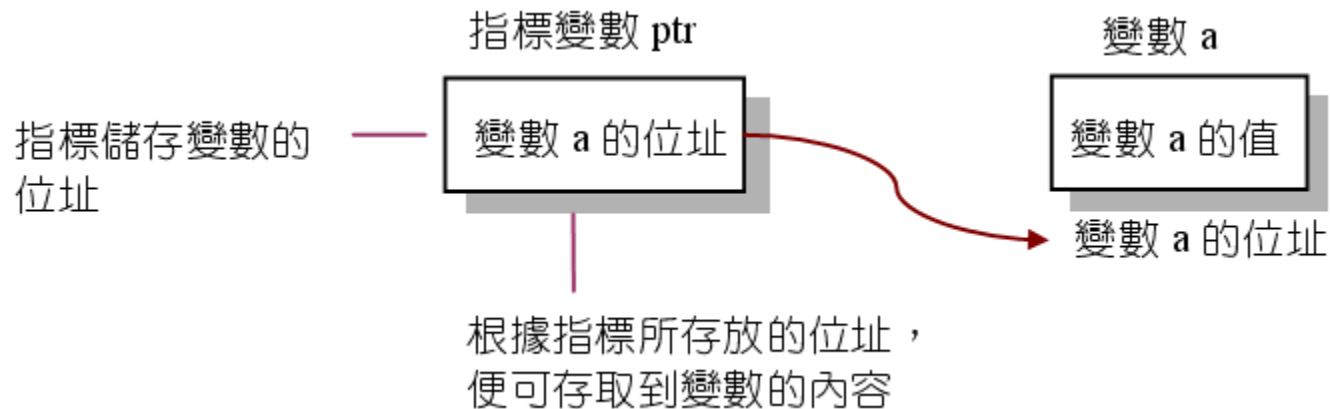 指標變數 ptr
變數 a
指標儲存變數的
位址
變數 a 的位址
變數 a 的值
變數 a 的位址
根據指標所存放的位址，
便可存取到變數的內容